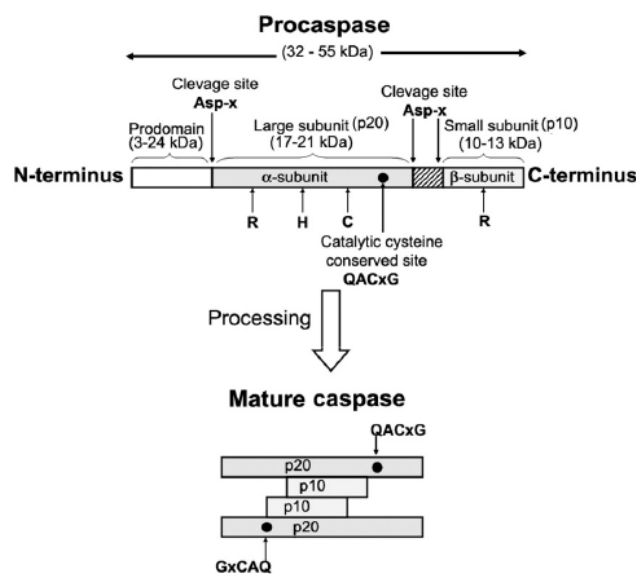 Procaspase
(32 - 55 kDa)
Clevage site
Asp-x
Clevage site
Asp-x
Prodomain
(3-24 kDa)
Large subunit (p20)
(17-21 kDa)
Small subunit (p10)
(10-13 kDa)
N-terminus
α-subunit
β-subunit
C-terminus
R
H
C
R
Catalytic cysteine
conserved site
QACxG
Processing
Mature caspase
QACxG
p20
p10
p10
p20
GxCAQ